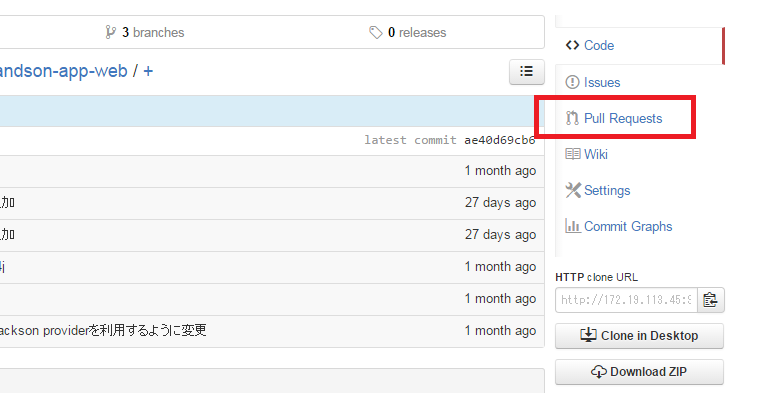 3 branches
0 releases
andson-app-web / +
latest commit ae40d69cb6
1 month ago
加
27 days ago
加
27 days ago
1 month ago
1 month ago
ackson providerを利用するように変更
1 month ago
Code
Issues
Pull Requests
Wiki
Settings
Commit Graphs
HTTP clone URL
http://172.19.113.45:
Clone in Desktop
Download ZIP